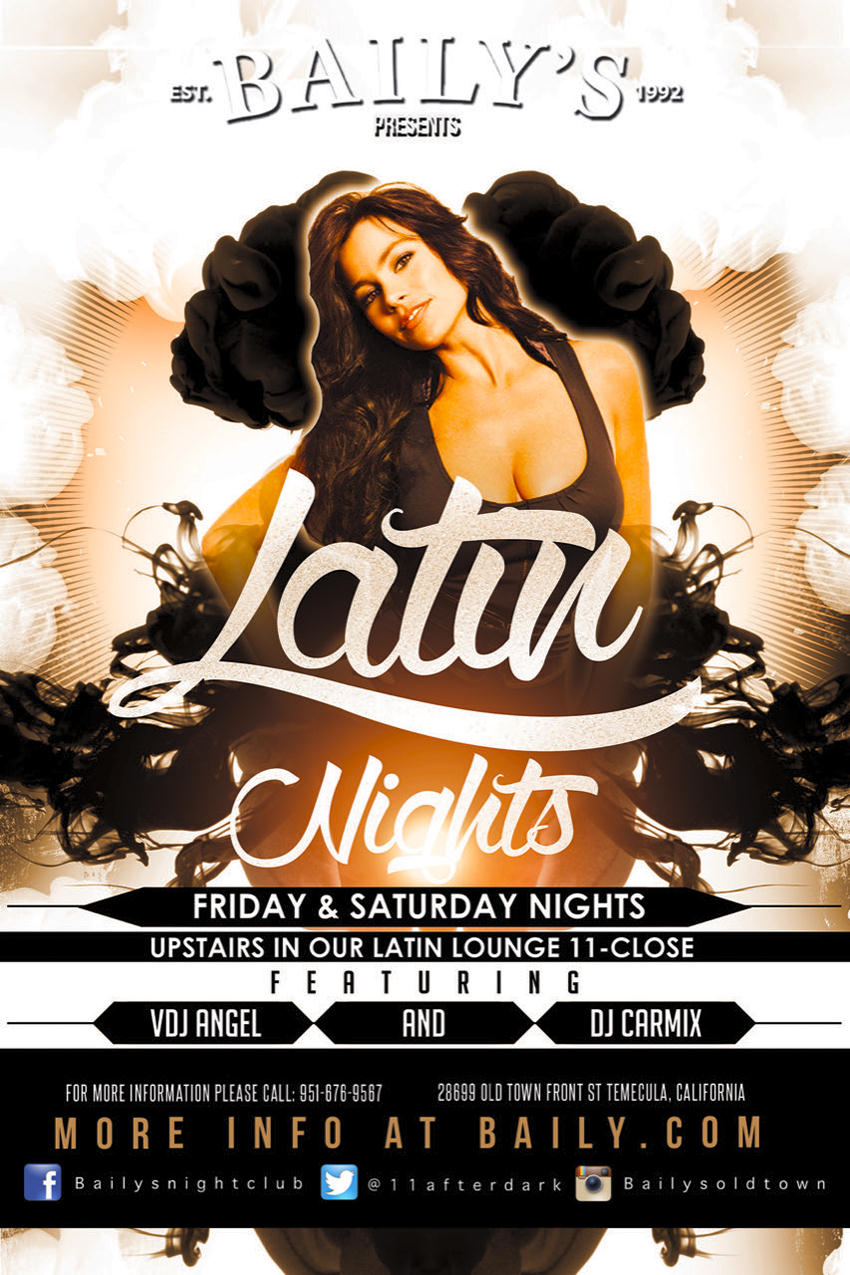 EST. BAILY'S 1992
PRESENTS
Latin
Nights
FRIDAY & SATURDAY NIGHTS
UPSTAIRS IN OUR LATIN LOUNGE 11-CLOSE
FEATURING
VDJ ANGEL AND DJ CARMIX
FOR MORE INFORMATION PLEASE CALL: 951-676-9567 28699 OLD TOWN FRONT ST TEMECULA, CALIFORNIA
MORE INFO AT BAILY.COM
Bailysnightclub @11afterdark Bailysoldtown